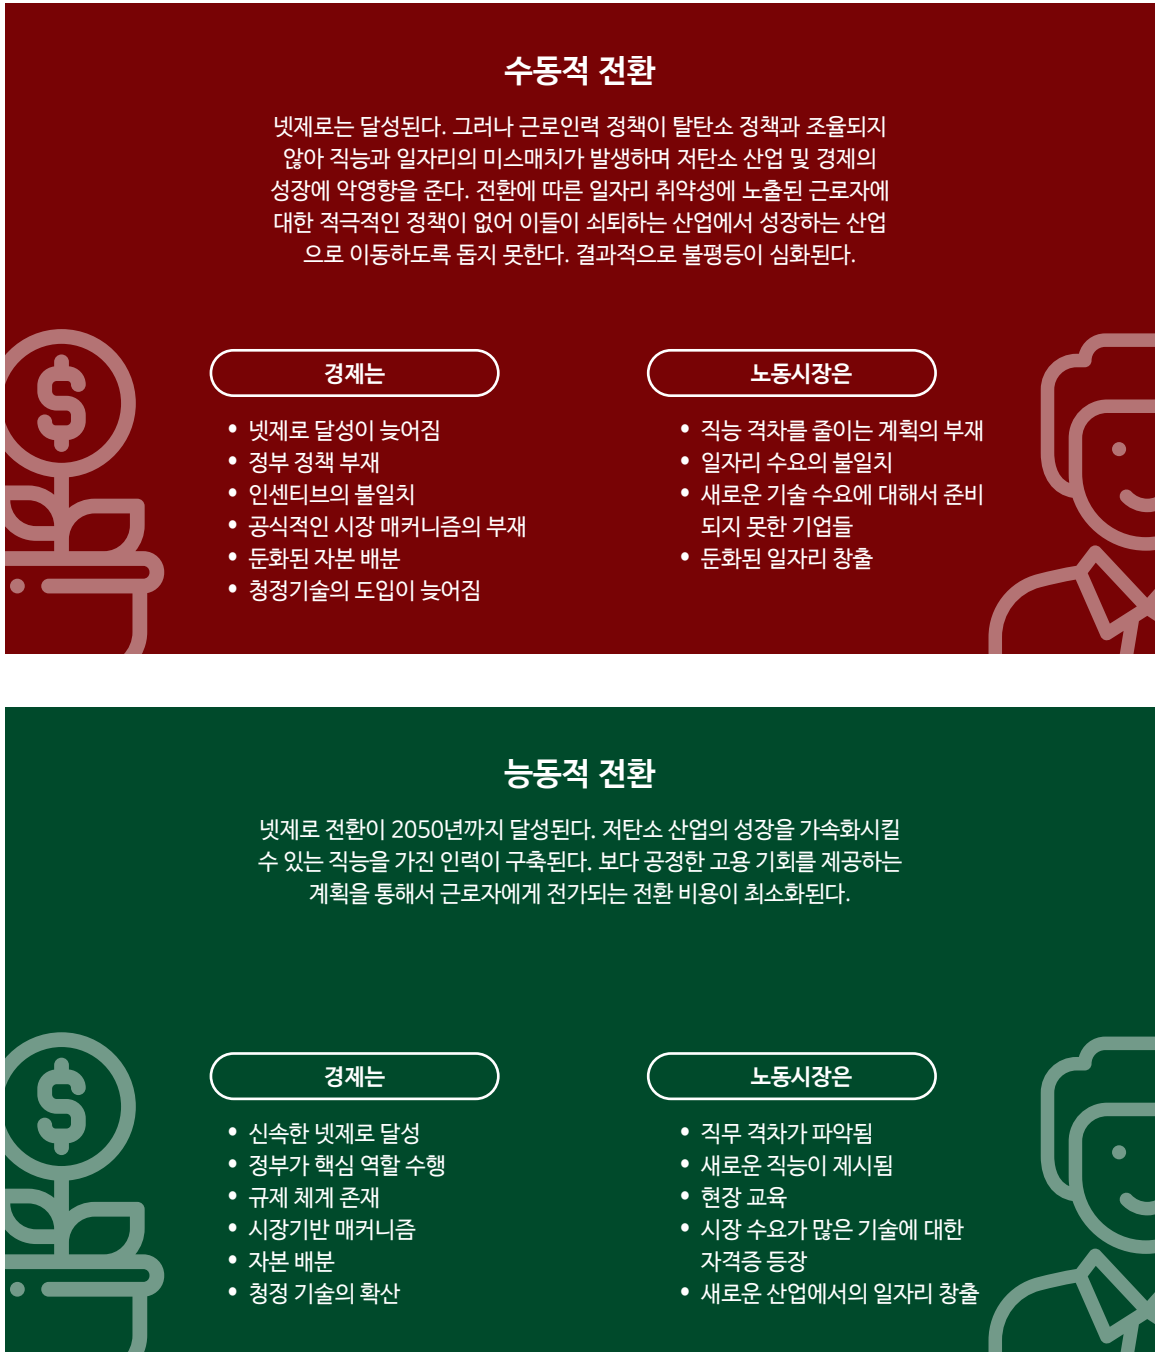 수동적 전환
넷제로는 달성된다. 그러나 근로인력 정책이 탈탄소 정책과 조율되지
않아 직능과 일자리의 미스매치가 발생하며 저탄소 산업 및 경제의
성장에 악영향을 준다. 전환에 따른 일자리 취약성에 노출된 근로자에
대한 적극적인 정책이 없어 이들이 쇠퇴하는 산업에서 성장하는 산업
으로 이동하도록 돕지 못한다. 결과적으로 불평등이 심화된다.
경제는
• 넷제로 달성이 늦어짐
• 정부 정책 부재
• 인센티브의 불일치
• 공식적인 시장 매커니즘의 부재
• 둔화된 자본 배분
• 청정기술의 도입이 늦어짐
노동시장은
• 직능 격차를 줄이는 계획의 부재
• 일자리 수요의 불일치
• 새로운 기술 수요에 대해서 준비
되지 못한 기업들
• 둔화된 일자리 창출
능동적 전환
넷제로 전환이 2050년까지 달성된다. 저탄소 산업의 성장을 가속화시킬
수 있는 직능을 가진 인력이 구축된다. 보다 공정한 고용 기회를 제공하는
계획을 통해서 근로자에게 전가되는 전환 비용이 최소화된다.
경제는
• 신속한 넷제로 달성
• 정부가 핵심 역할 수행
• 규제 체계 존재
• 시장기반 매커니즘
• 자본 배분
• 청정 기술의 확산
노동시장은
• 직무 격차가 파악됨
• 새로운 직능이 제시됨
• 현장 교육
• 시장 수요가 많은 기술에 대한
자격증 등장
• 새로운 산업에서의 일자리 창출